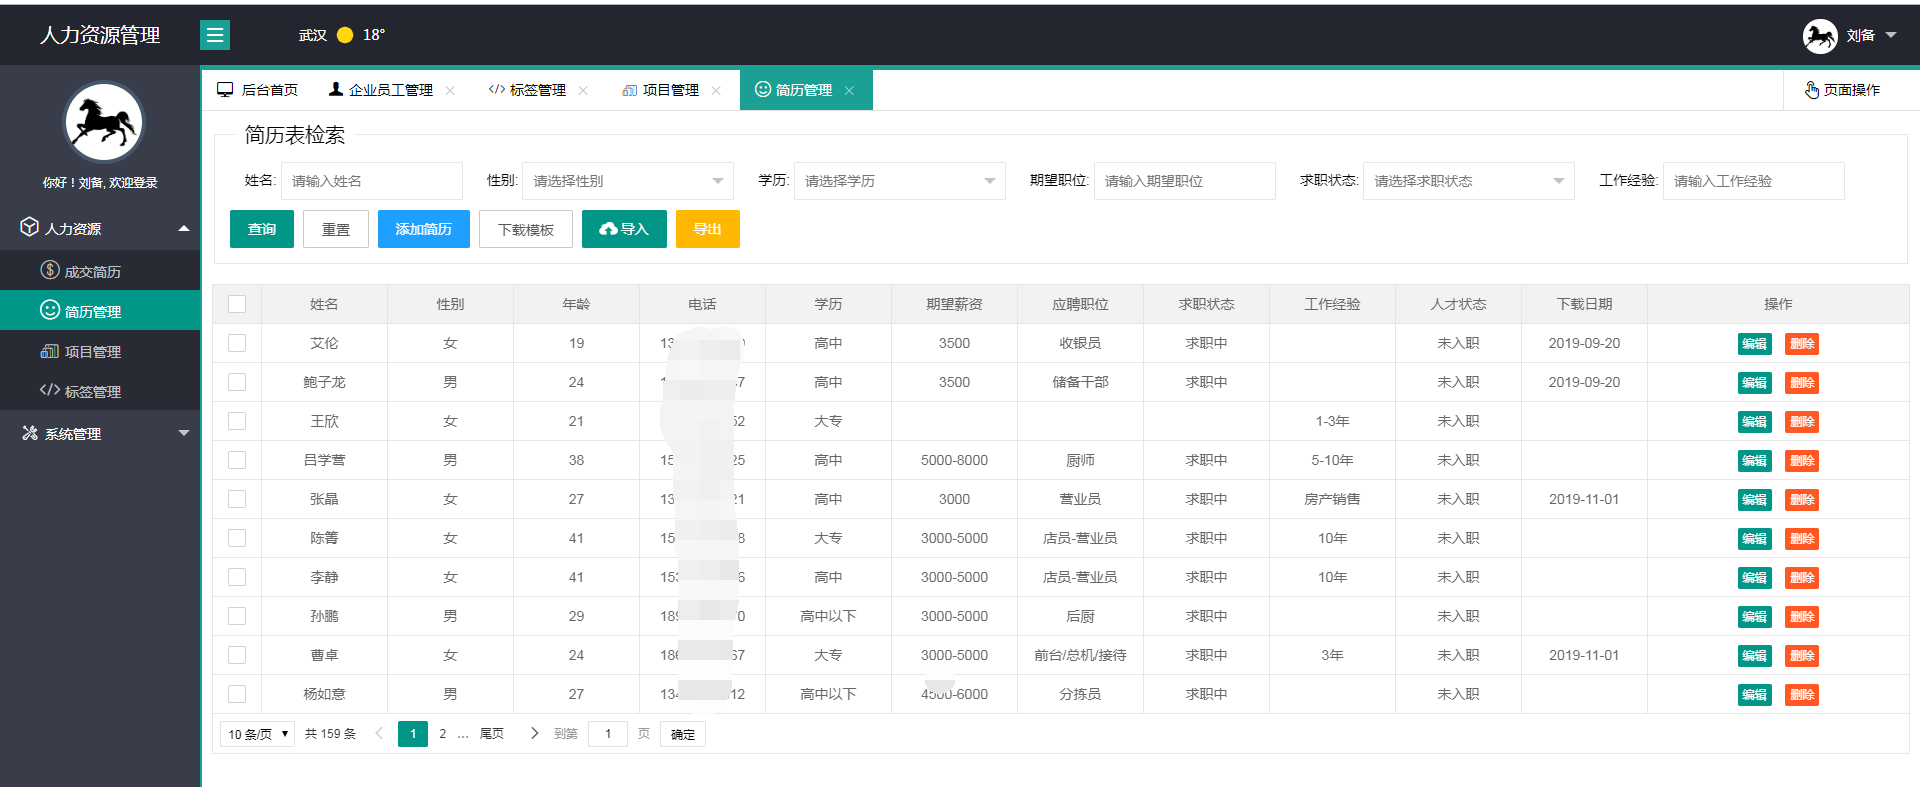 人力资源管理 武汉 18° 刘备
后台首页 企业员工管理 标签管理 项目管理 简历管理 页面操作
你好！刘备, 欢迎登录
人力资源
成交简历
简历管理
项目管理
标签管理
系统管理
简历表检索
姓名: 请输入姓名 性别: 请选择性别 学历: 请选择学历 期望职位: 请输入期望职位 求职状态: 请选择求职状态 工作经验: 请输入工作经验
查询 重置 添加简历 下载模板 导入 导出
姓名 性别 年龄 电话 学历 期望薪资 应聘职位 求职状态 工作经验 人才状态 下载日期 操作
艾伦 女 19 高中 3500 收银员 求职中 未入职 2019-09-20 编辑 删除
鲍子龙 男 24 高中 3500 储备干部 求职中 未入职 2019-09-20 编辑 删除
王欣 女 21 52 大专 1-3年 未入职 编辑 删除
吕学营 男 38 15 25 高中 5000-8000 厨师 求职中 5-10年 未入职 编辑 删除
张晶 女 27 13 21 高中 3000 营业员 求职中 房产销售 未入职 2019-11-01 编辑 删除
陈箐 女 41 15 8 大专 3000-5000 店员-营业员 求职中 10年 未入职 编辑 删除
李静 女 41 153 6 高中 3000-5000 店员-营业员 求职中 10年 未入职 编辑 删除
孙鹏 男 29 189 70 高中以下 3000-5000 后厨 求职中 未入职 编辑 删除
曹卓 女 24 186 67 大专 3000-5000 前台/总机/接待 求职中 3年 未入职 2019-11-01 编辑 删除
杨如意 男 27 134 312 高中以下 4500-6000 分拣员 求职中 未入职 编辑 删除
10 条/页 共 159 条 1 2 … 尾页 到第 1 页 确定